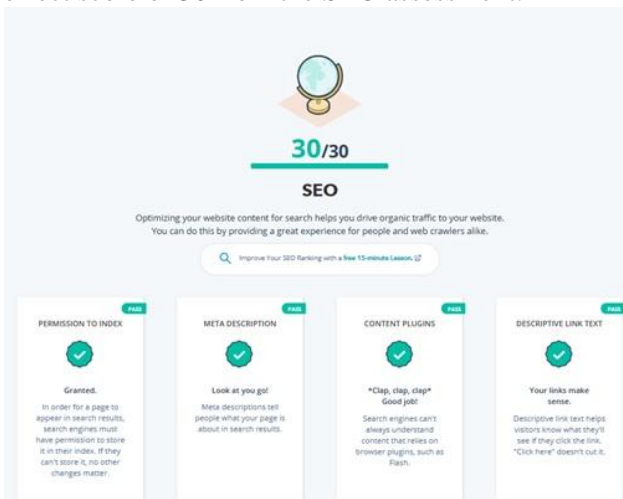 30/30
SEO
Optimizing your website content for search helps you drive organic traffic to your website.
You can do this by providing a great experience for people and web crawlers alike.
Improve Your SEO Ranking with a free 15-minute Lesson.
PASS
PERMISSION TO INDEX
Granted.
In order for a page to
appear in search results,
search engines must
have permission to store
it in their index. If they
can't store it, no other
changes matter.
PASS
META DESCRIPTION
Look at you go!
Meta descriptions tell
people what your page is
about in search results.
PASS
CONTENT PLUGINS
*Clap, clap, clap*
Good job!
Search engines can't
always understand
content that relies on
browser plugins, such as
Flash.
PASS
DESCRIPTIVE LINK TEXT
Your links make
sense.
Descriptive link text helps
visitors know what they'll
see if they click the link.
"Click here" doesn't cut it.